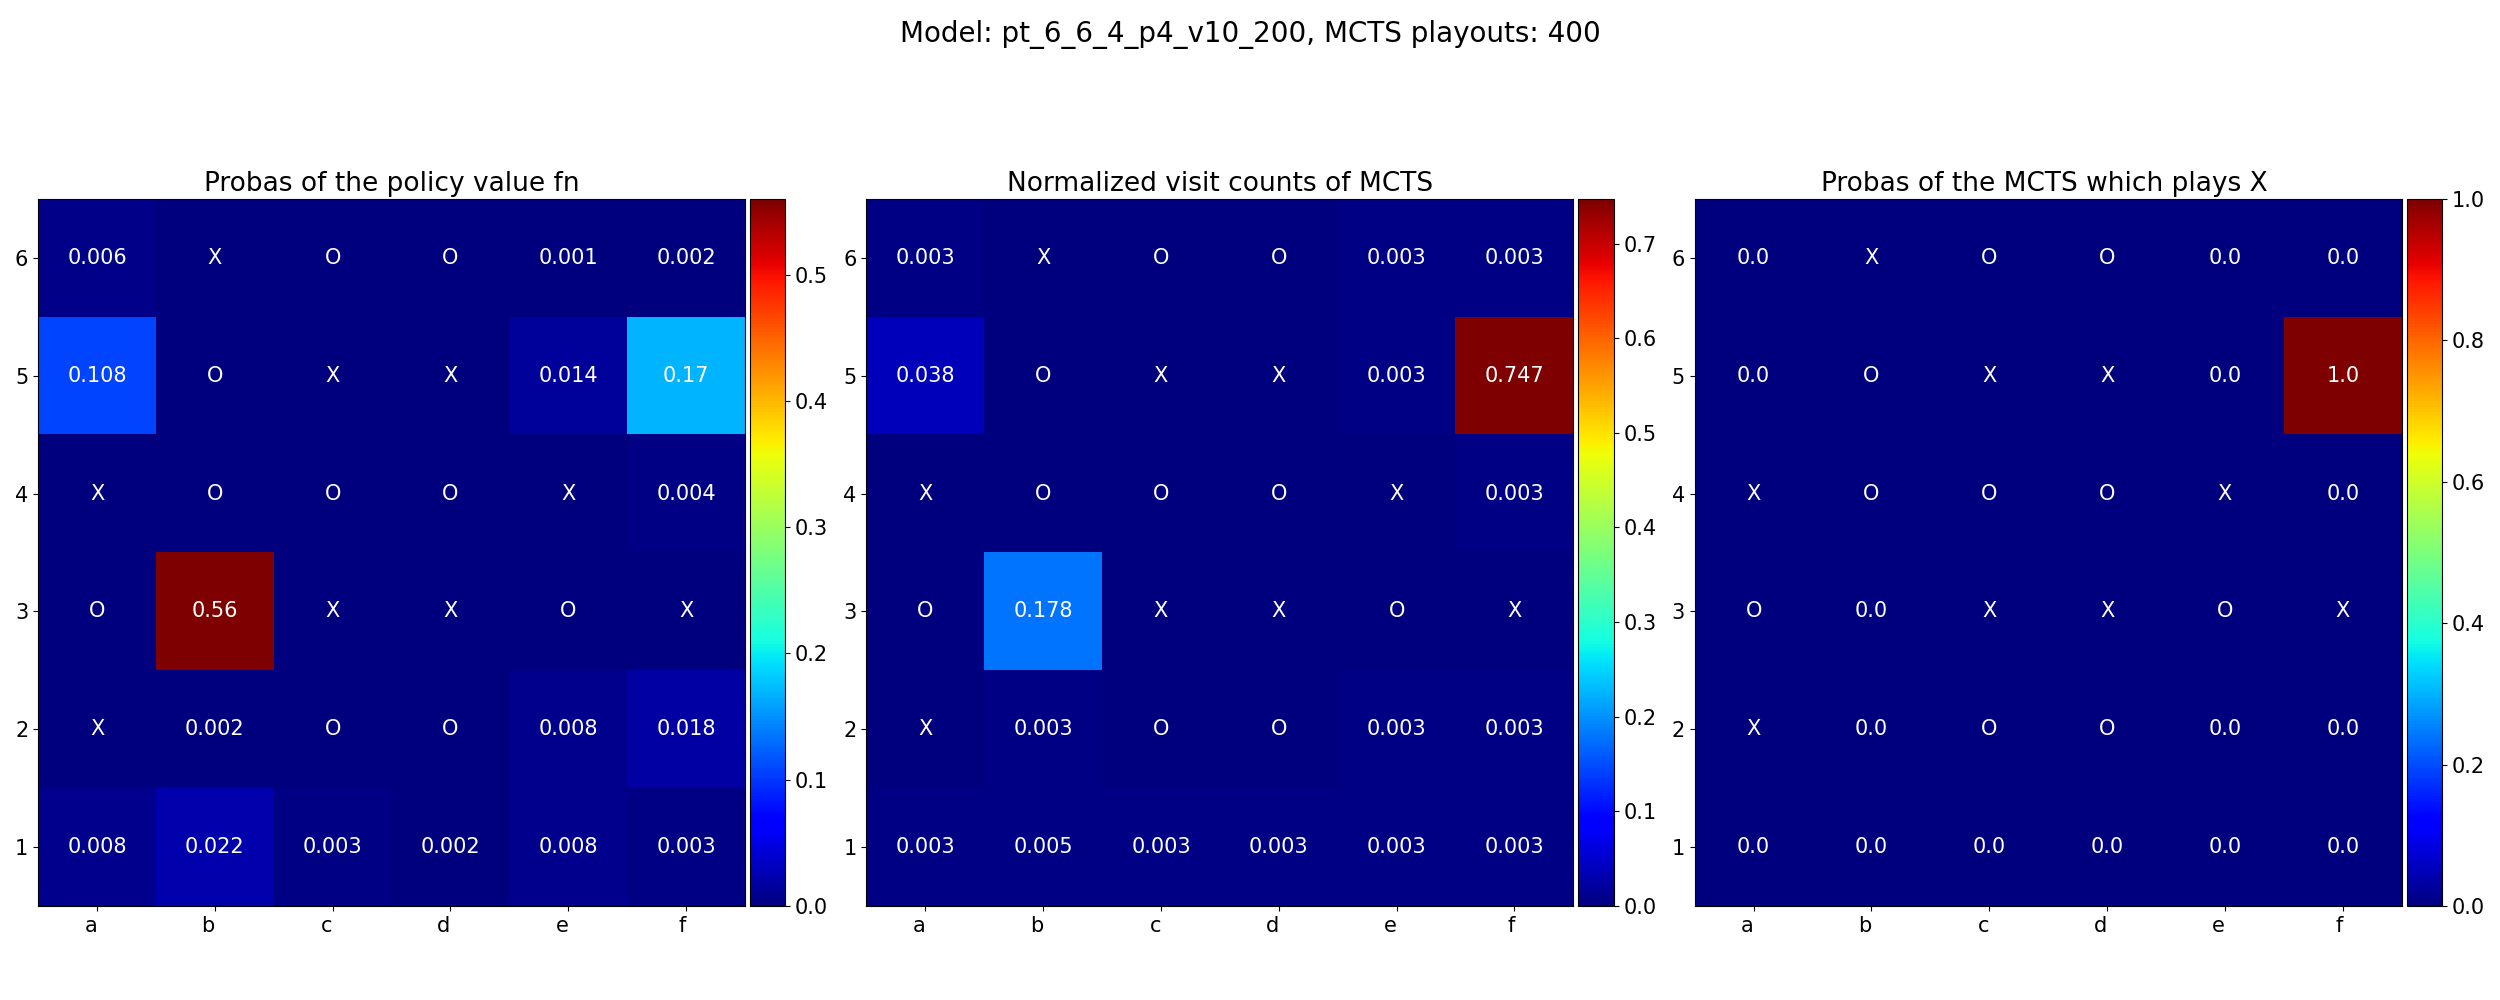 Model: pt_6_6_4_p4_v10_200, MCTS playouts: 400
Probas of the policy value fn
6 0.006 X O O 0.001 0.002
5 0.108 O X X 0.014 0.17
4 X O O O X 0.004
3 O 0.56 X X O X
2 X 0.002 O O 0.008 0.018
1 0.008 0.022 0.003 0.002 0.008 0.003
a b c d e f
0.5
0.4
0.3
0.2
0.1
0.0
Normalized visit counts of MCTS
6 0.003 X O O 0.003 0.003
5 0.038 O X X 0.003 0.747
4 X O O O X 0.003
3 O 0.178 X X O X
2 X 0.003 O O 0.003 0.003
1 0.003 0.005 0.003 0.003 0.003 0.003
a b c d e f
0.7
0.6
0.5
0.4
0.3
0.2
0.1
0.0
Probas of the MCTS which plays X
6 0.0 X O O 0.0 0.0
5 0.0 O X X 0.0 1.0
4 X O O O X 0.0
3 O 0.0 X X O X
2 X 0.0 O O 0.0 0.0
1 0.0 0.0 0.0 0.0 0.0 0.0
a b c d e f
1.0
0.8
0.6
0.4
0.2
0.0